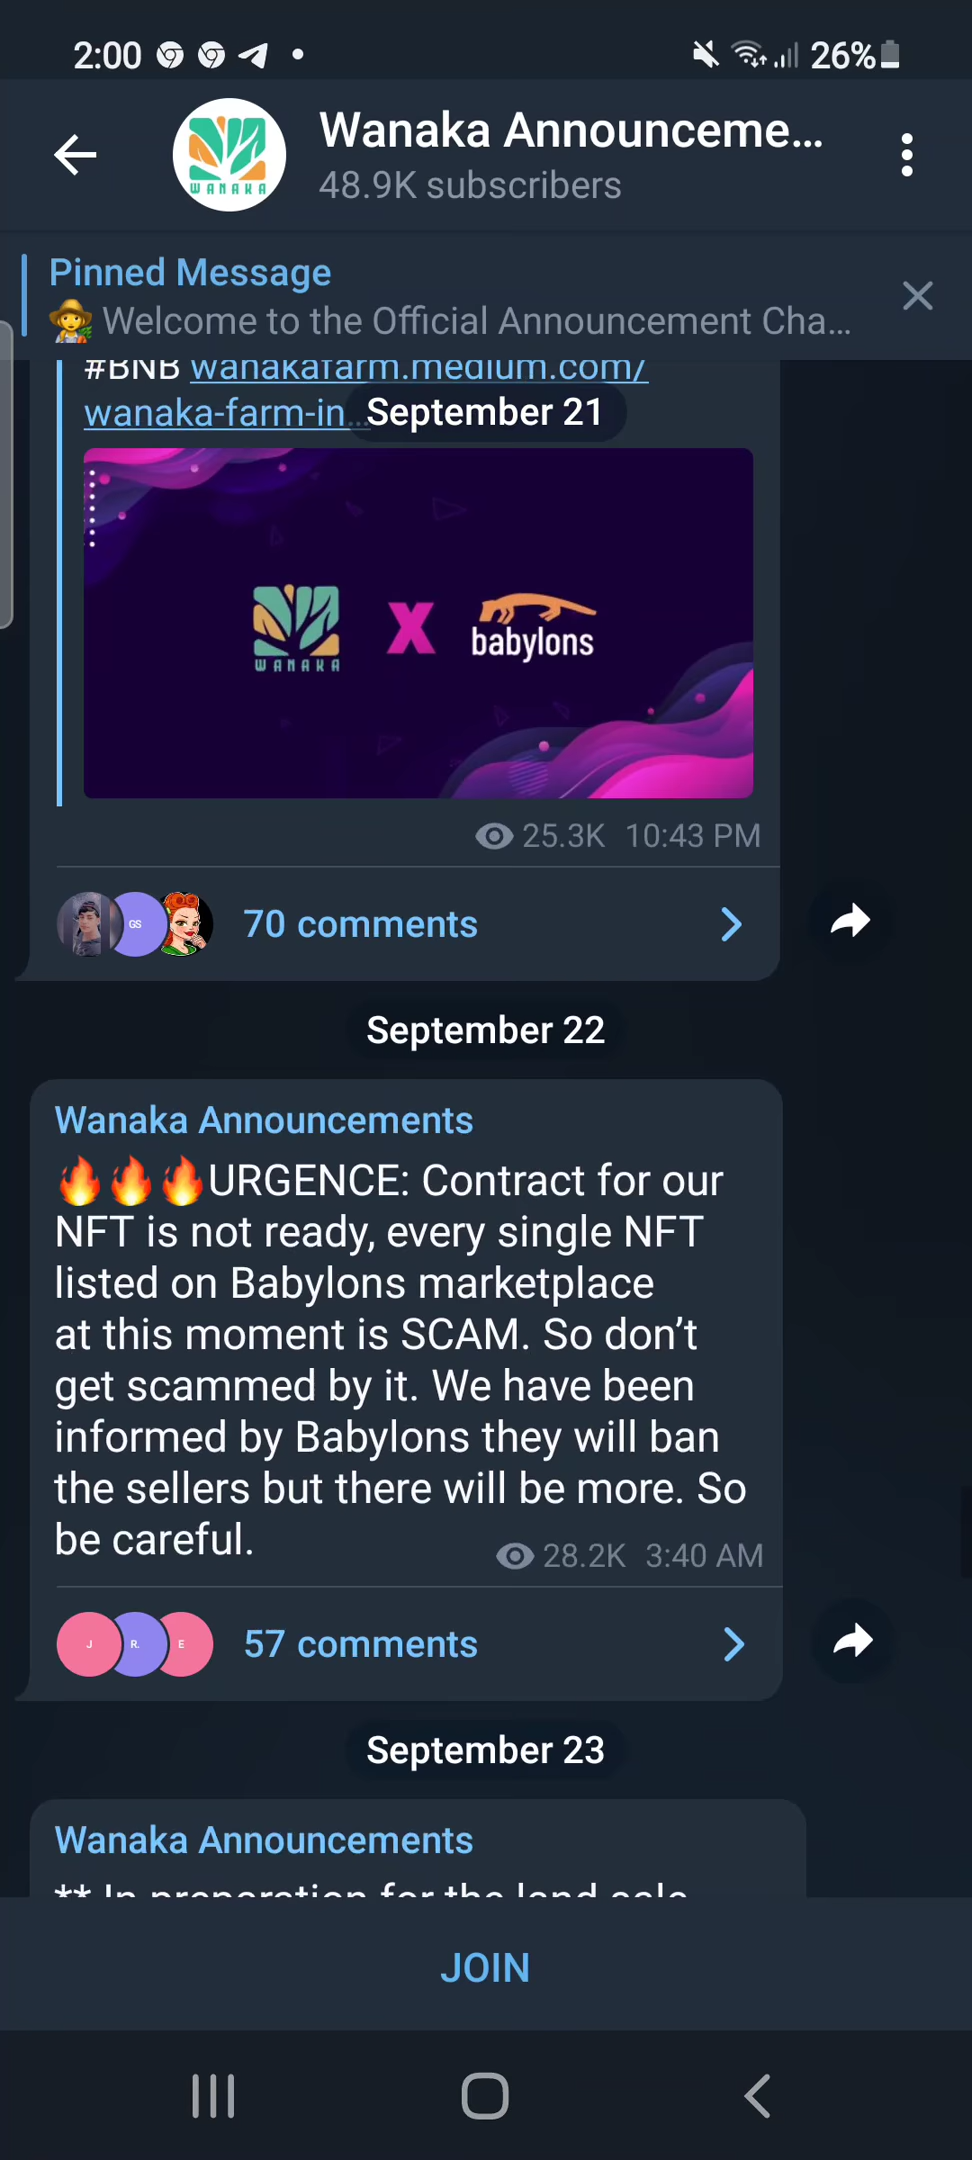 2:00
26%
Wanaka Announceme...
48.9K subscribers
Pinned Message
Welcome to the Official Announcement Cha...
#BNB wanakafarm.medium.com/
wanaka-farm-in...
September 21
WANAKA X babylons
25.3K 10:43 PM
GS
70 comments
September 22
Wanaka Announcements
🔥🔥🔥URGENCE: Contract for our
NFT is not ready, every single NFT
listed on Babylons marketplace
at this moment is SCAM. So don’t
get scammed by it. We have been
informed by Babylons they will ban
the sellers but there will be more. So
be careful.
28.2K 3:40 AM
J R. E
57 comments
September 23
Wanaka Announcements
** In preparation for the land sale
JOIN